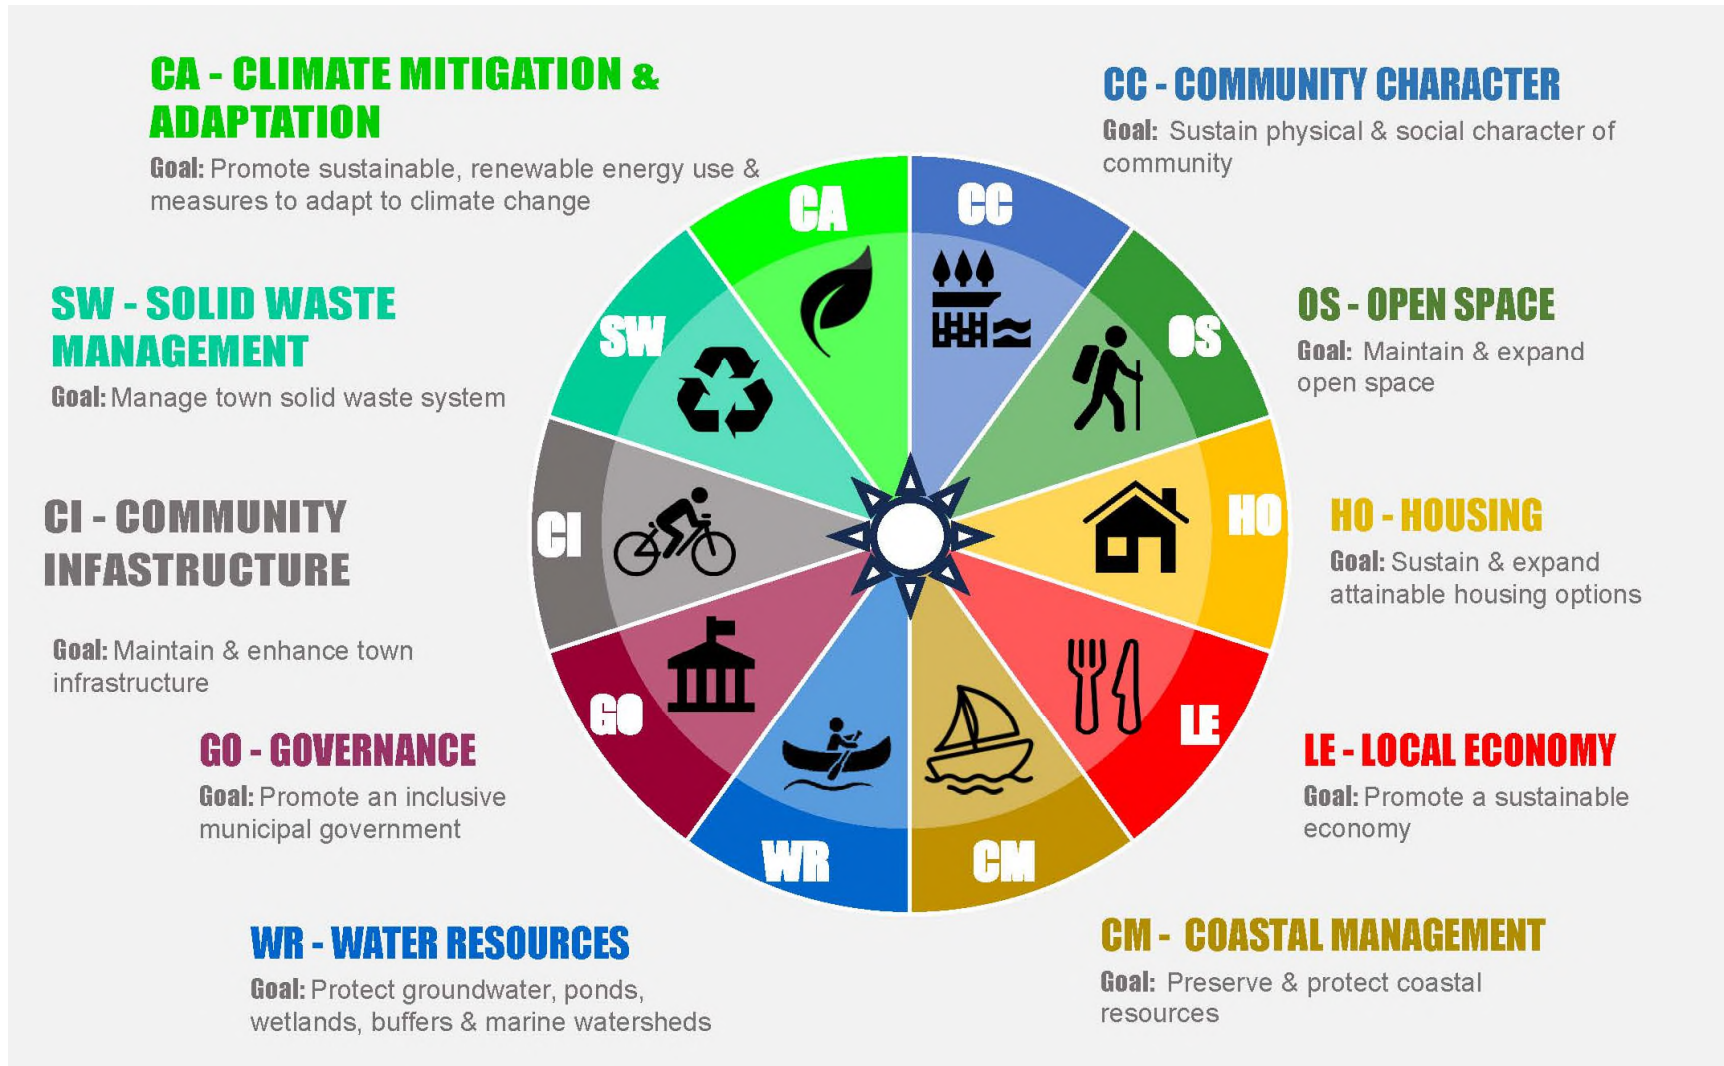 CA - CLIMATE MITIGATION &
ADAPTATION
Goal: Promote sustainable, renewable energy use &
measures to adapt to climate change
CC - COMMUNITY CHARACTER
Goal: Sustain physical & social character of
community
SW - SOLID WASTE
MANAGEMENT
Goal: Manage town solid waste system
OS - OPEN SPACE
Goal: Maintain & expand
open space
CI - COMMUNITY
INFASTRUCTURE
Goal: Maintain & enhance town
infrastructure
HO - HOUSING
Goal: Sustain & expand
attainable housing options
GO - GOVERNANCE
Goal: Promote an inclusive
municipal government
LE - LOCAL ECONOMY
Goal: Promote a sustainable
economy
WR - WATER RESOURCES
Goal: Protect groundwater, ponds,
wetlands, buffers & marine watersheds
CM - COASTAL MANAGEMENT
Goal: Preserve & protect coastal
resources
CA
CC
SW
OS
CI
HO
GO
LE
WR
CM